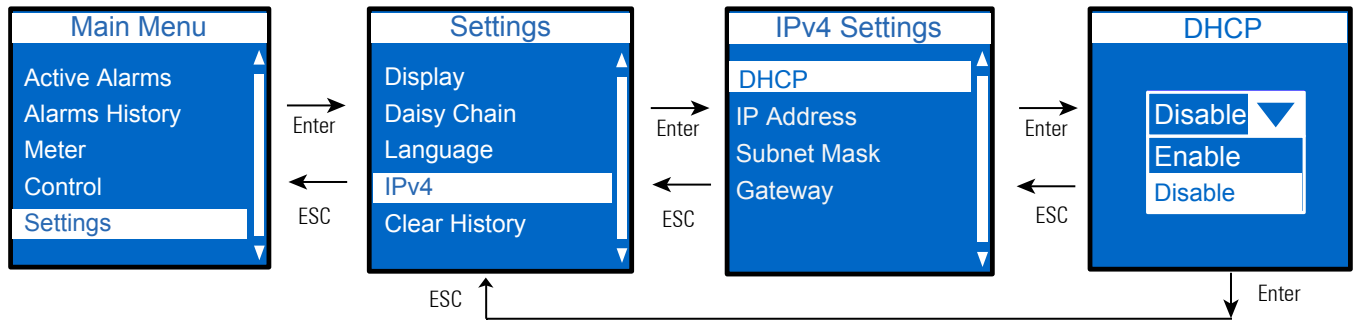 Main Menu
Active Alarms
Alarms History
Meter
Control
Settings
Enter
ESC
Settings
Display
Daisy Chain
Language
IPv4
Clear History
Enter
ESC
IPv4 Settings
DHCP
IP Address
Subnet Mask
Gateway
Enter
ESC
DHCP
Disable
Enable
Disable
ESC
Enter